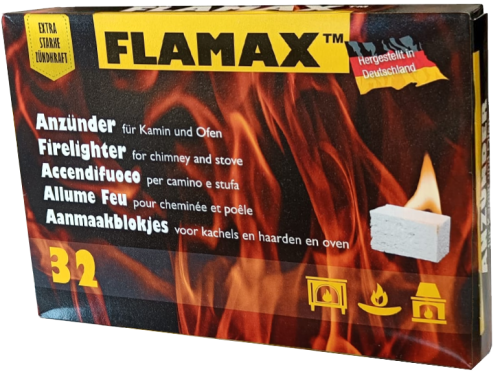 EXTRA
STARKE
ZÜNDKRAFT
FLAMAX™
Hergestellt in
Deutschland
Anzünder für Kamin und Ofen
Firelighter for chimney and stove
Accendifuoco per camino e stufa
Allume Feu pour cheminée et poêle
Aanmaakblokjes voor kachels en haarden en oven
32